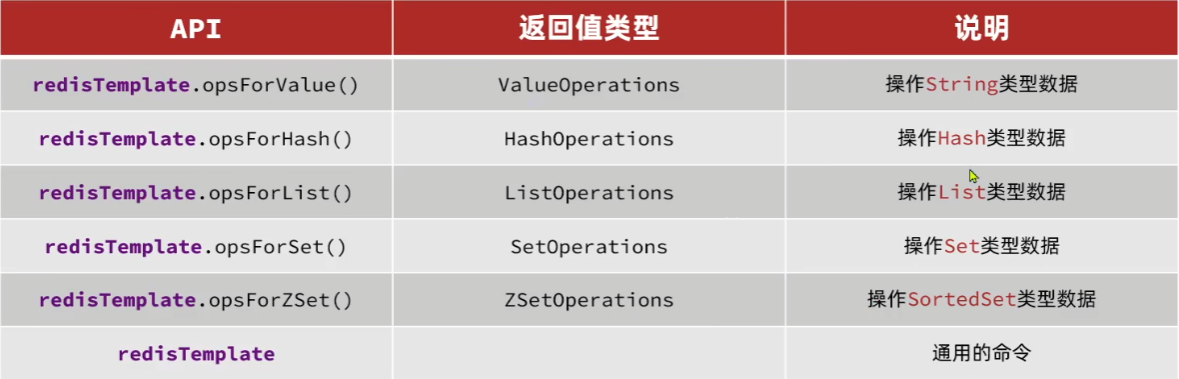 API 返回值类型 说明
redisTemplate.opsForValue() ValueOperations 操作String类型数据
redisTemplate.opsForHash() HashOperations 操作Hash类型数据
redisTemplate.opsForList() ListOperations 操作List类型数据
redisTemplate.opsForSet() SetOperations 操作Set类型数据
redisTemplate.opsForZSet() ZSetOperations 操作SortedSet类型数据
redisTemplate 通用的命令